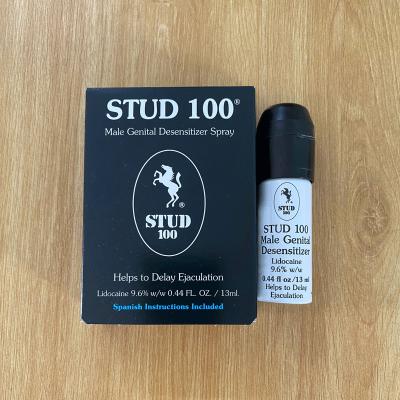 STUD 100®
Male Genital Desensitizer Spray
STUD
100
®
Helps to Delay Ejaculation
Lidocaine 9.6% w/w 0.44 FL. OZ. / 13ml.
Spanish Instructions Included
STUD
100
STUD 100
Male Genital
Desensitizer
Lidocaine
9.6% w/w
0.44 fl oz/13 ml
Helps to Delay
Ejaculation